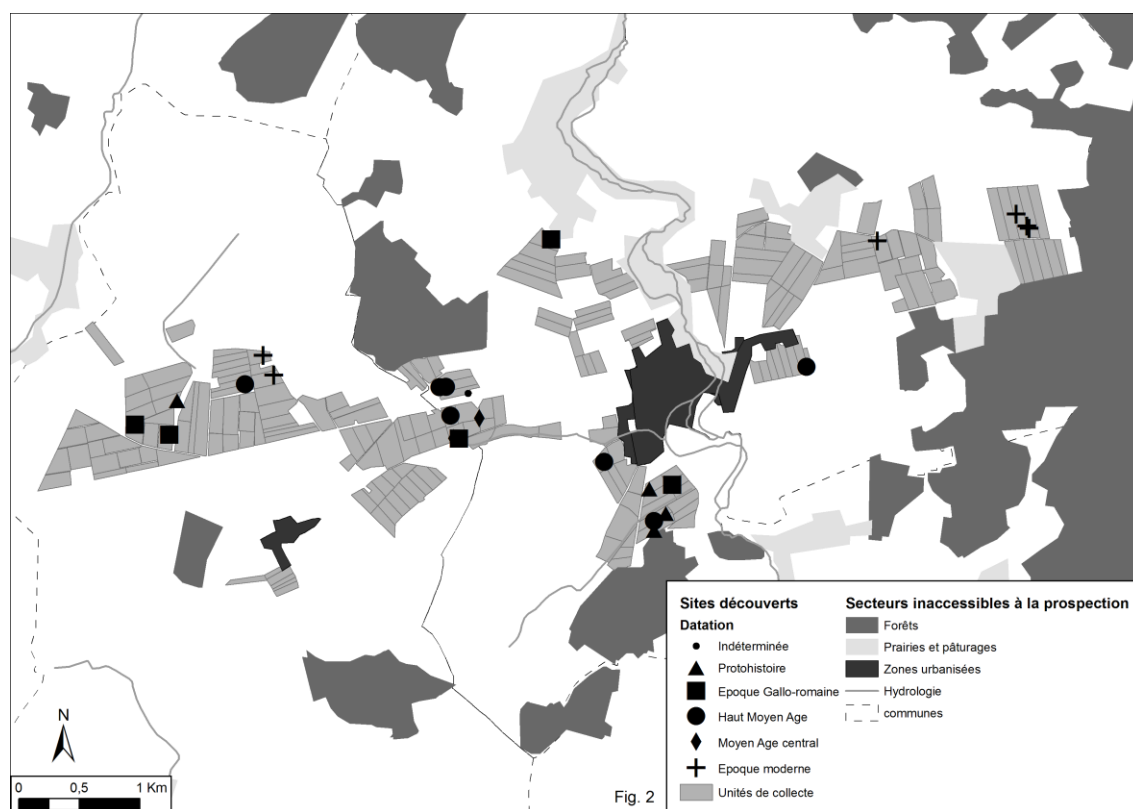 N
0 0,5 1 Km
Fig. 2
Sites découverts
Datation
Indéterminée
Protohistoire
Epoque Gallo-romaine
Haut Moyen Age
Moyen Age central
Epoque moderne
Unités de collecte
Secteurs inaccessibles à la prospection
Forêts
Prairies et pâturages
Zones urbanisées
Hydrologie
communes